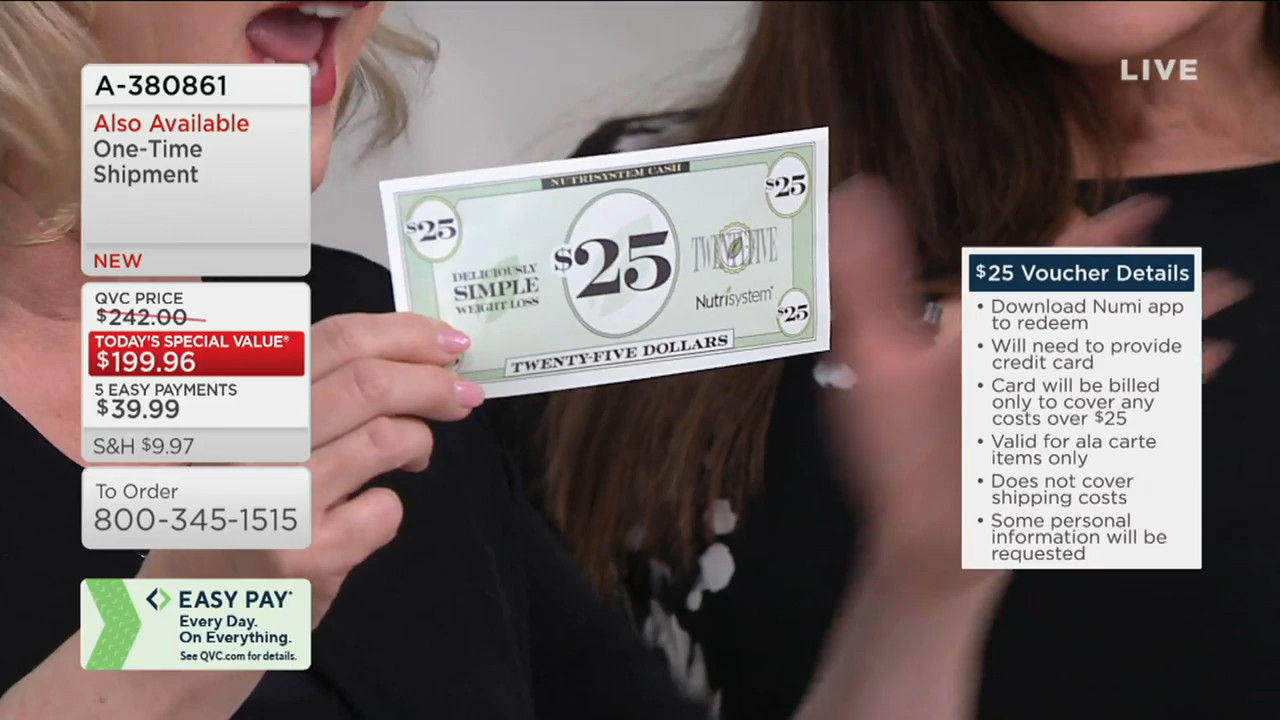 A-380861
Also Available
One-Time
Shipment
NEW
QVC PRICE
$242.00
TODAY'S SPECIAL VALUE®
$199.96
5 EASY PAYMENTS
$39.99
S&H $9.97
To Order
800-345-1515
EASY PAY
Every Day.
On Everything.
See QVC.com for details.
NUTRISYSTEM CASH
$25
$25
DELICIOUSLY
SIMPLE
WEIGHT LOSS
$25
TWENTY-FIVE
Nutrisystem®
$25
TWENTY-FIVE DOLLARS
LIVE
$25 Voucher Details
• Download Numi app
to redeem
• Will need to provide
credit card
• Card will be billed
only to cover any
costs over $25
• Valid for ala carte
items only
• Does not cover
shipping costs
• Some personal
information will be
requested